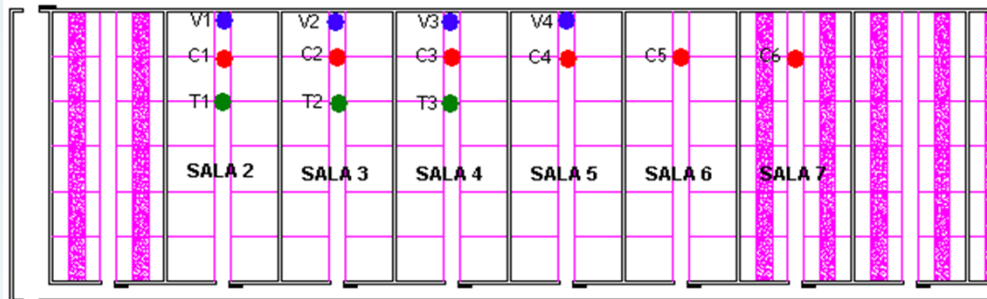 V1 V2 V3 V4
C1 C2 C3 C4 C5 C6
T1 T2 T3
SALA 2 SALA 3 SALA 4 SALA 5 SALA 6 SALA 7